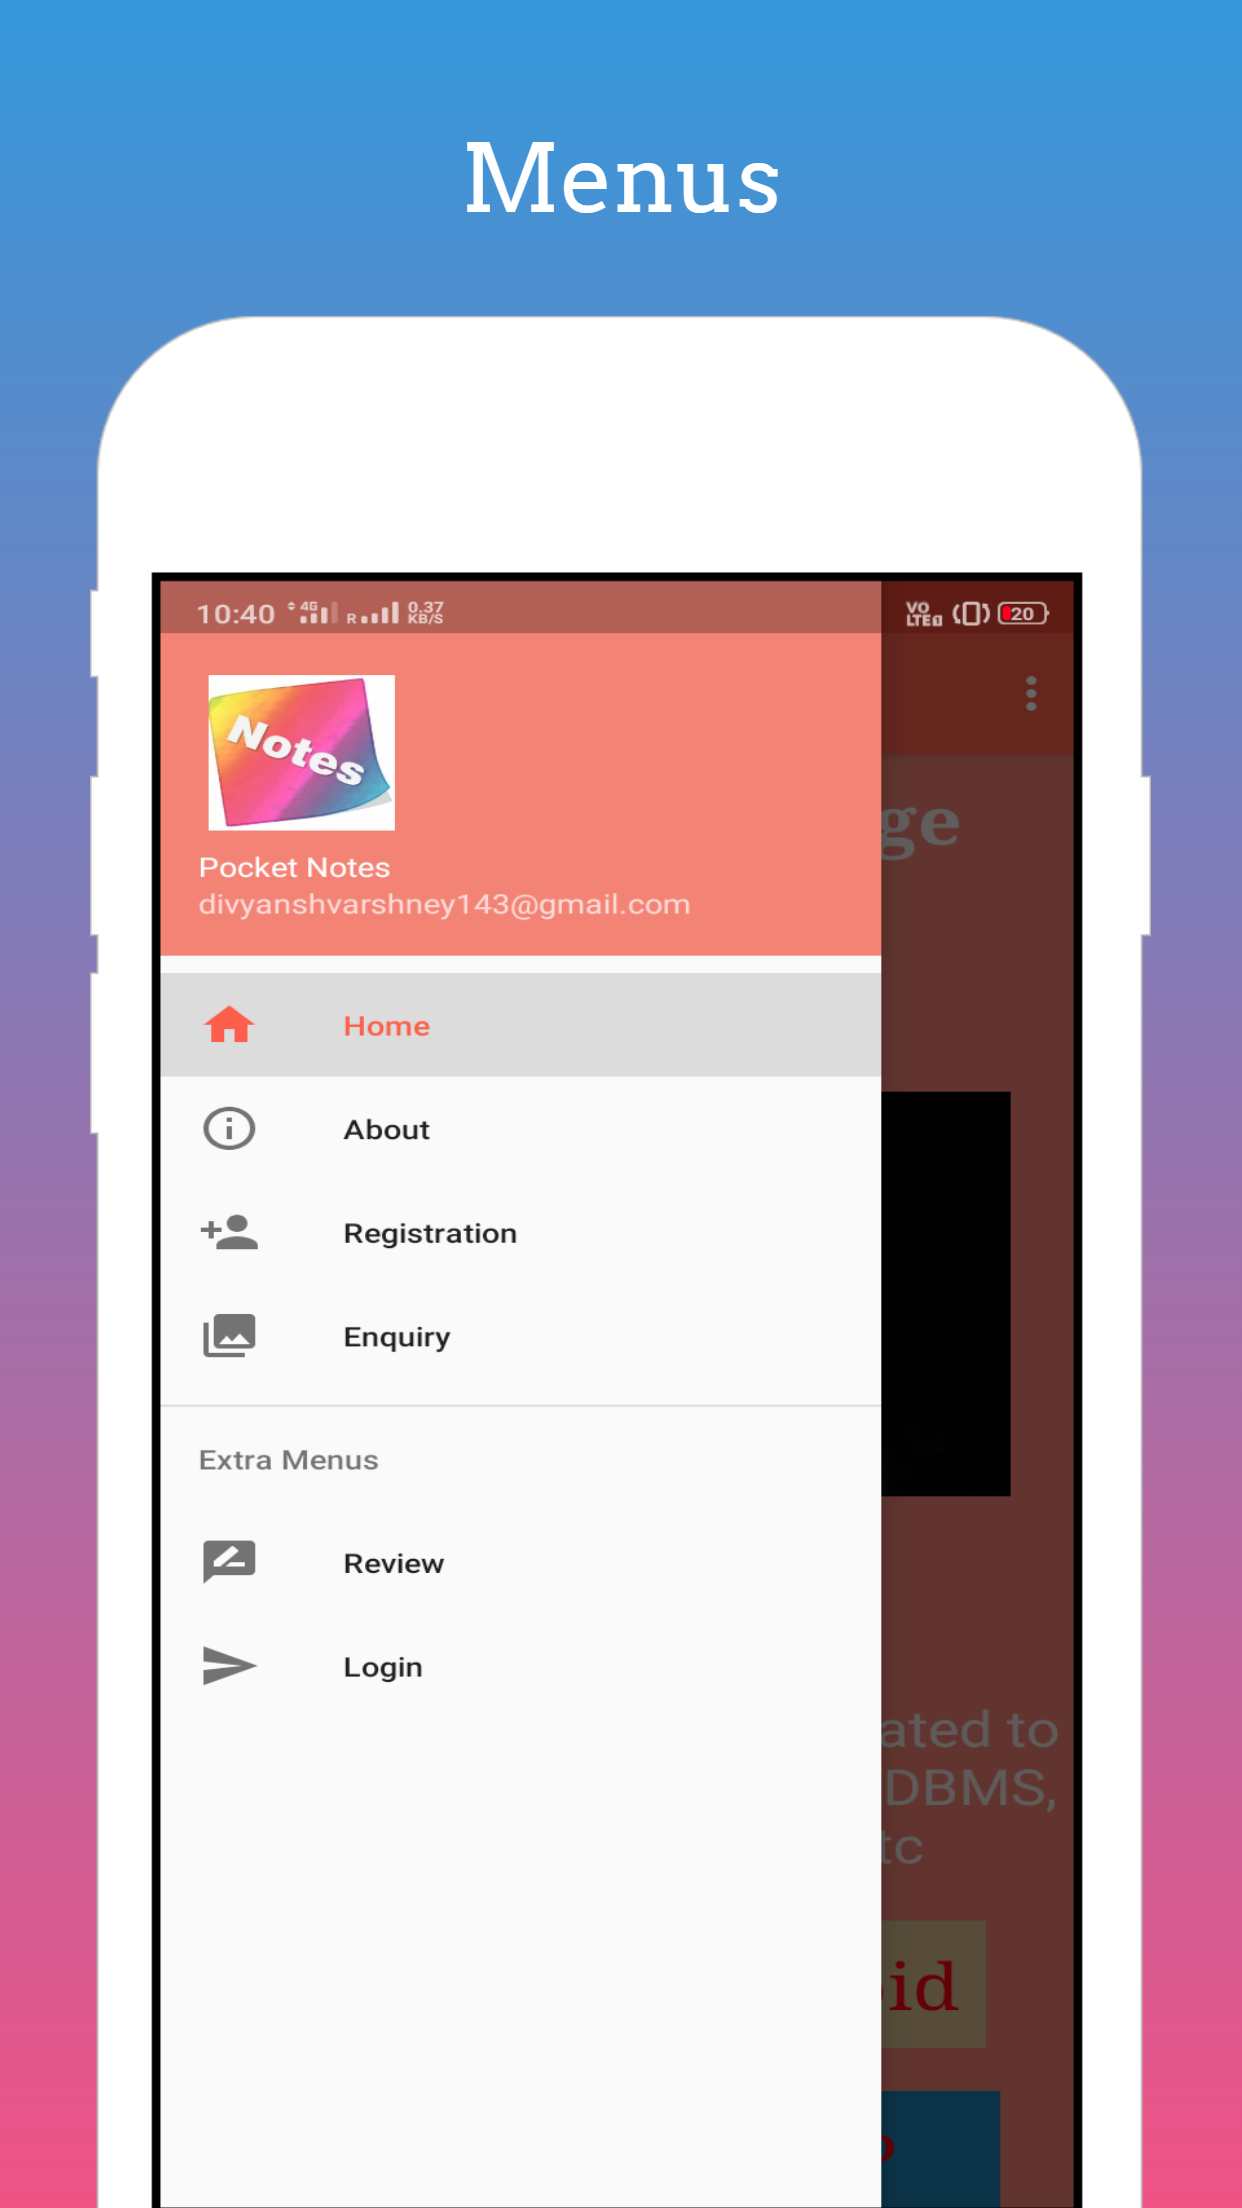 Menus
10:40 4G R 0.37 KB/S VO LTE 20
Notes
Pocket Notes
divyanshvarshney143@gmail.com
Home
About
Registration
Enquiry
Extra Menus
Review
Login
ge
ated to
DBMS,
tc
id